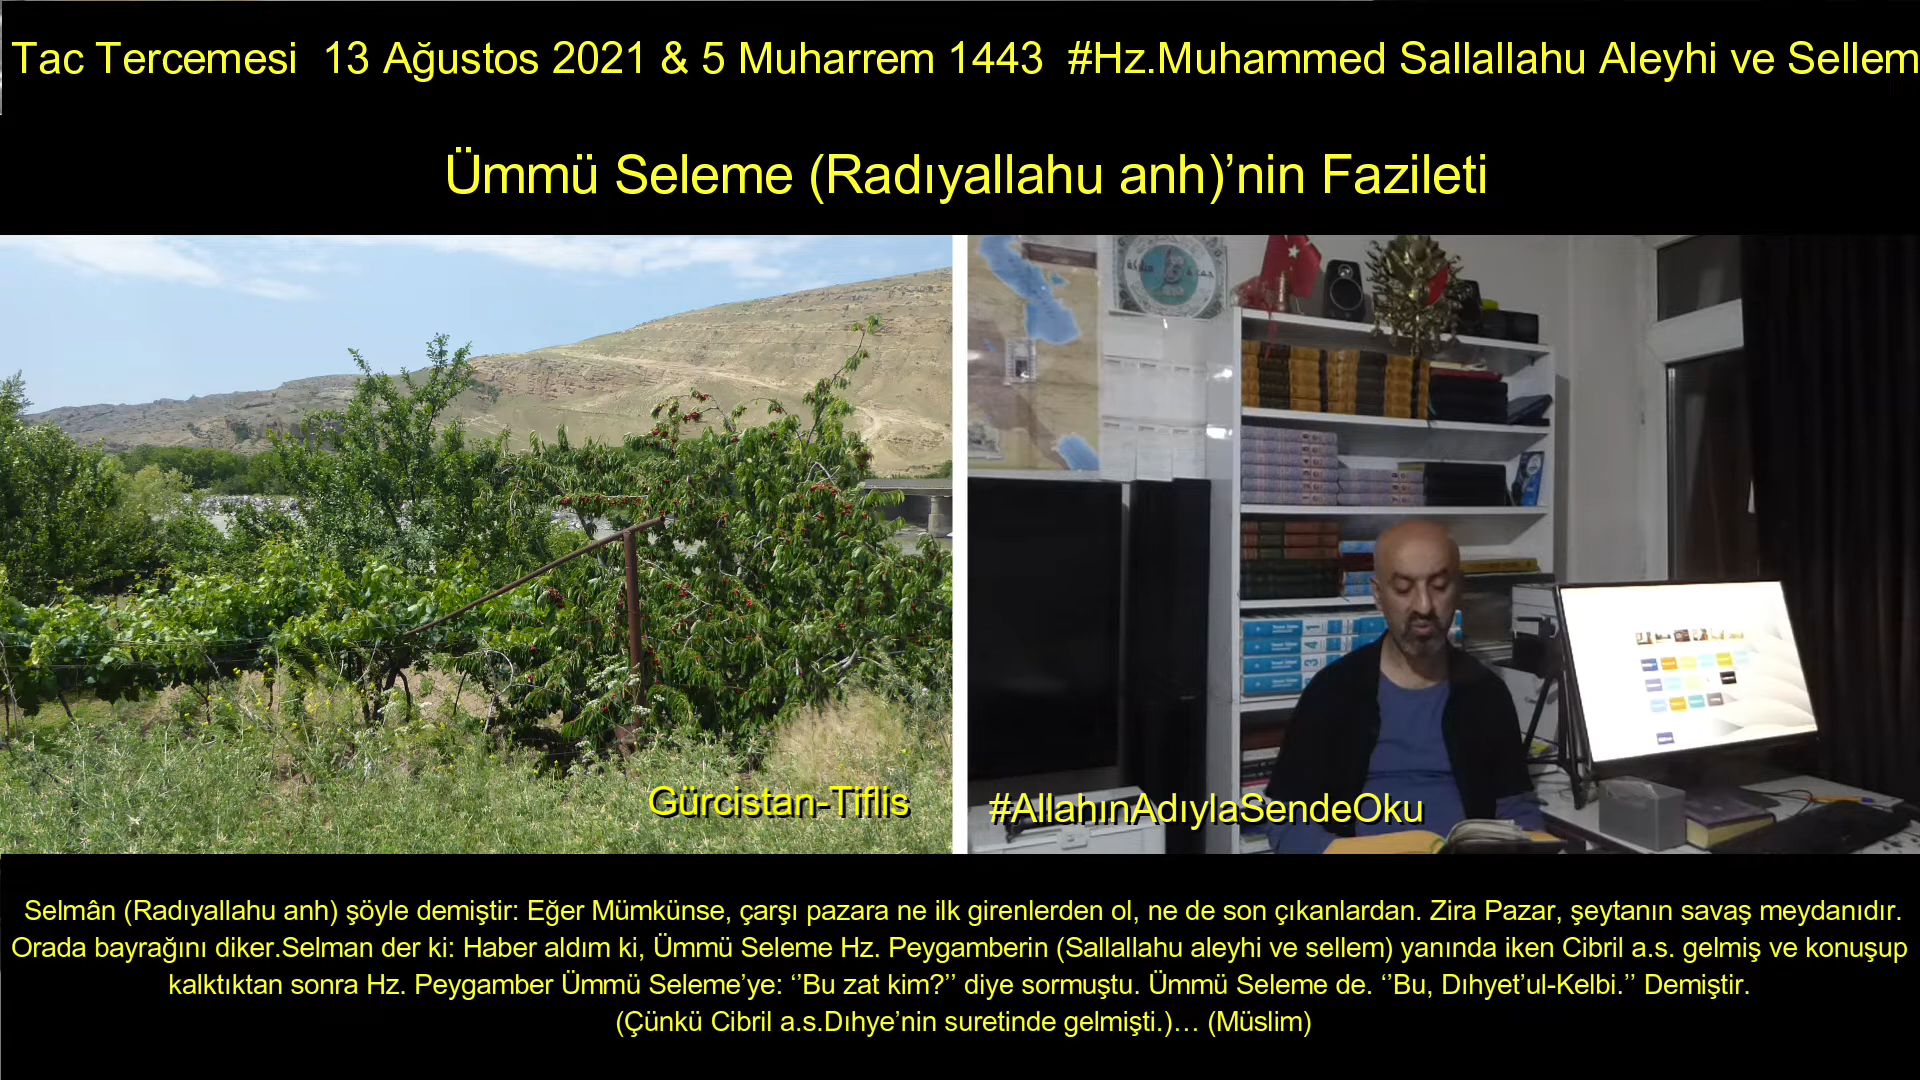 Tac Tercemesi  13 Ağustos 2021 & 5 Muharrem 1443  #Hz.Muhammed Sallallahu Aleyhi ve Sellem
Ümmü Seleme (Radıyallahu anh)’nin Fazileti
Gürcistan-Tiflis
#AllahınAdıylaSendeOku
Selmân (Radıyallahu anh) şöyle demiştir: Eğer Mümkünse, çarşı pazara ne ilk girenlerden ol, ne de son çıkanlardan. Zira Pazar, şeytanın savaş meydanıdır.
Orada bayrağını diker.Selman der ki: Haber aldım ki, Ümmü Seleme Hz. Peygamberin (Sallallahu aleyhi ve sellem) yanında iken Cibril a.s. gelmiş ve konuşup
kalktıktan sonra Hz. Peygamber Ümmü Seleme’ye: ‘’Bu zat kim?’’ diye sormuştu. Ümmü Seleme de. ‘’Bu, Dıhyet’ul-Kelbi.’’ Demiştir.
(Çünkü Cibril a.s.Dıhye’nin suretinde gelmişti.)… (Müslim)